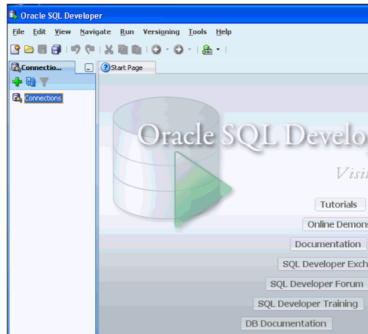 Oracle SQL Developer
File Edit View Navigate Run Versioning Tools Help
Connectio...
Start Page
Connections
Oracle SQL Develo
Visi
Tutorials
Online Demons
Documentation
SQL Developer Exch
SQL Developer Forum
SQL Developer Training
DB Documentation